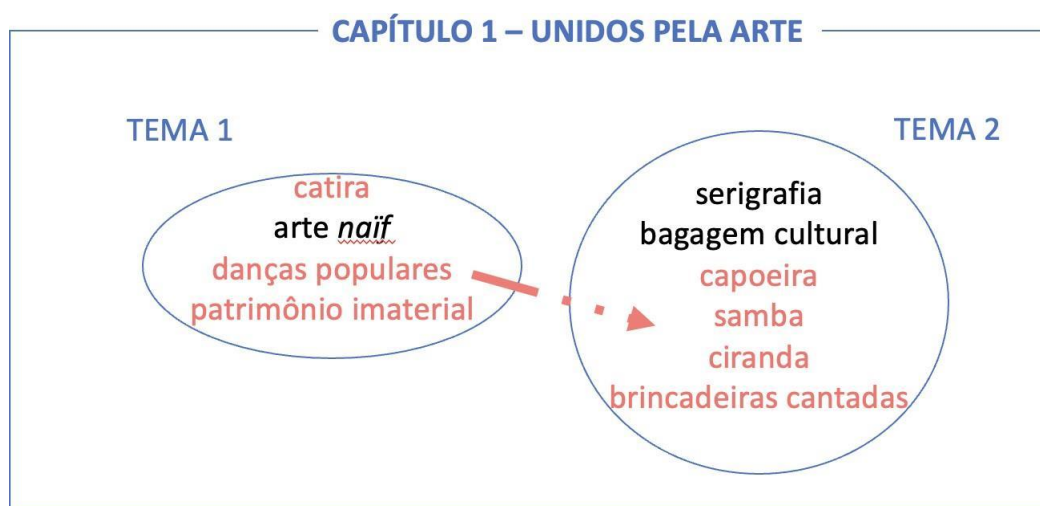 CAPÍTULO 1 – UNIDOS PELA ARTE
TEMA 1
catira
arte naïf
danças populares
patrimônio imaterial
TEMA 2
serigrafia
bagagem cultural
capoeira
samba
ciranda
brincadeiras cantadas